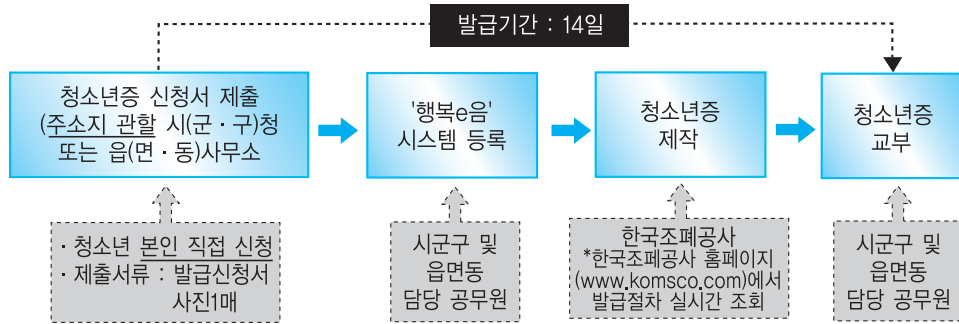 발급기간 : 14일
청소년증 신청서 제출
(주소지 관할 시(군·구)청
또는 읍(면·동)사무소
'행복e음'
시스템 등록
청소년증
제작
청소년증
교부
· 청소년 본인 직접 신청
· 제출서류 : 발급신청서
사진1매
시군구 및
읍면동
담당 공무원
한국조폐공사
*한국조페공사 홈페이지
(www.komsco.com)에서
발급절차 실시간 조회
시군구 및
읍면동
담당 공무원